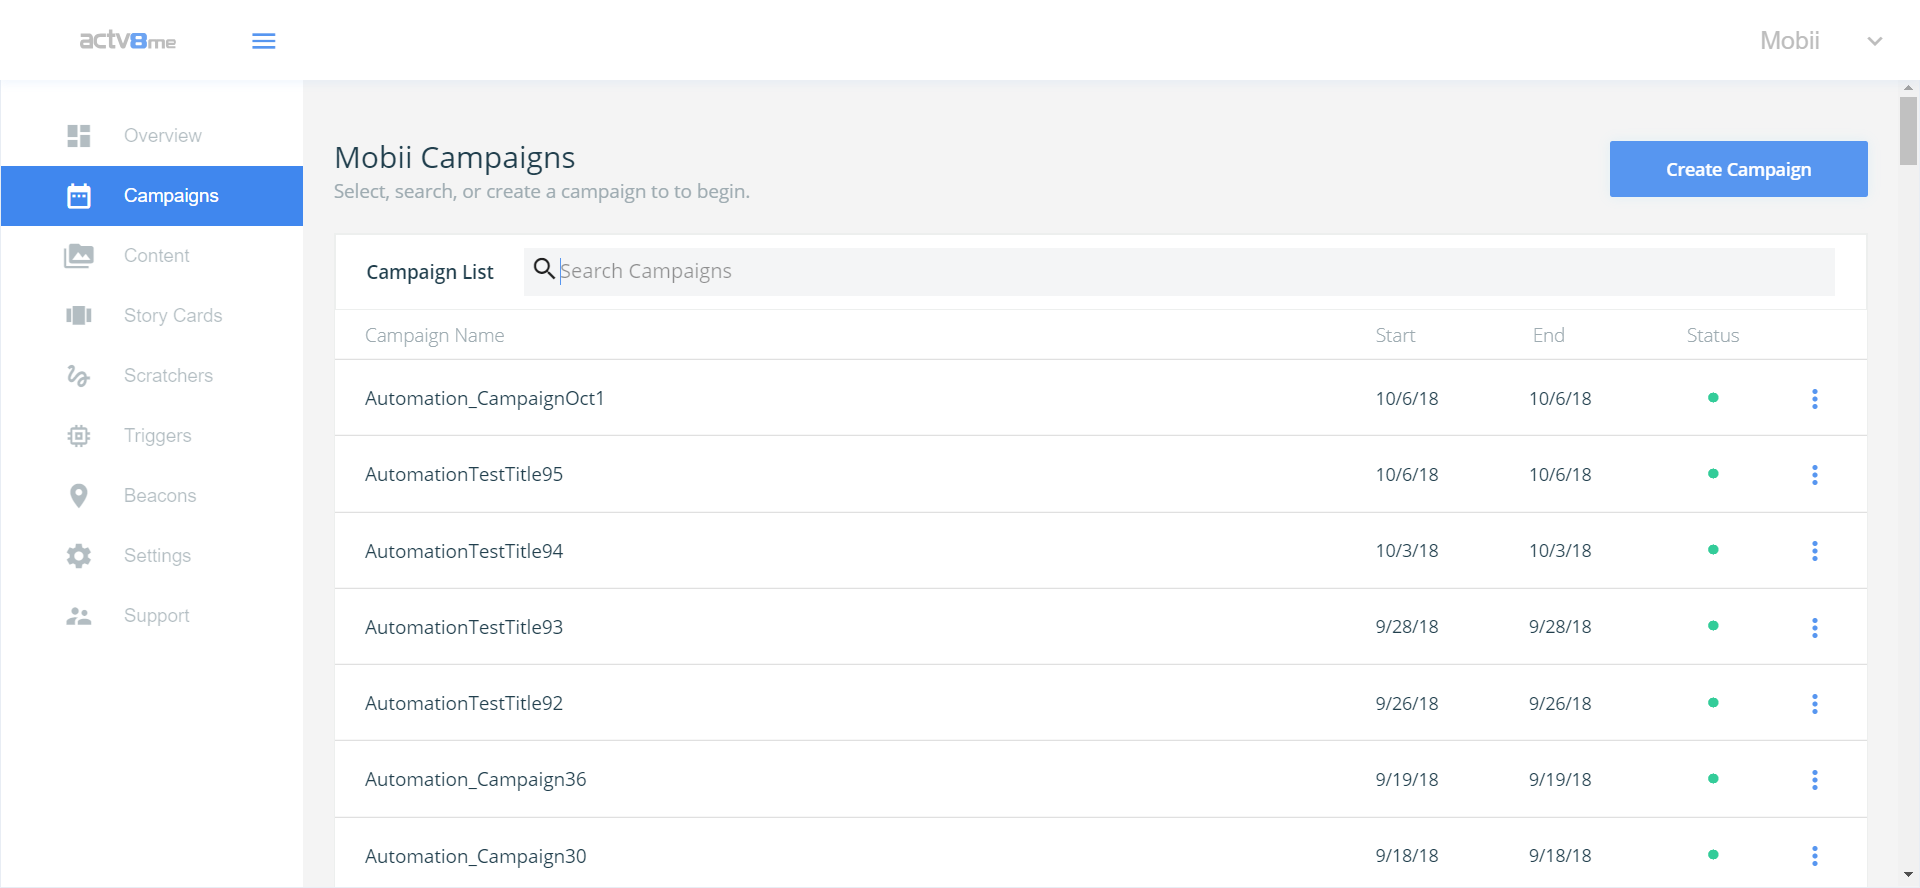 actv8me
Mobii
Overview
Campaigns
Content
Story Cards
Scratchers
Triggers
Beacons
Settings
Support
Mobii Campaigns
Select, search, or create a campaign to to begin.
Create Campaign
Campaign List
Search Campaigns
Campaign Name Start End Status
Automation_CampaignOct1 10/6/18 10/6/18
AutomationTestTitle95 10/6/18 10/6/18
AutomationTestTitle94 10/3/18 10/3/18
AutomationTestTitle93 9/28/18 9/28/18
AutomationTestTitle92 9/26/18 9/26/18
Automation_Campaign36 9/19/18 9/19/18
Automation_Campaign30 9/18/18 9/18/18